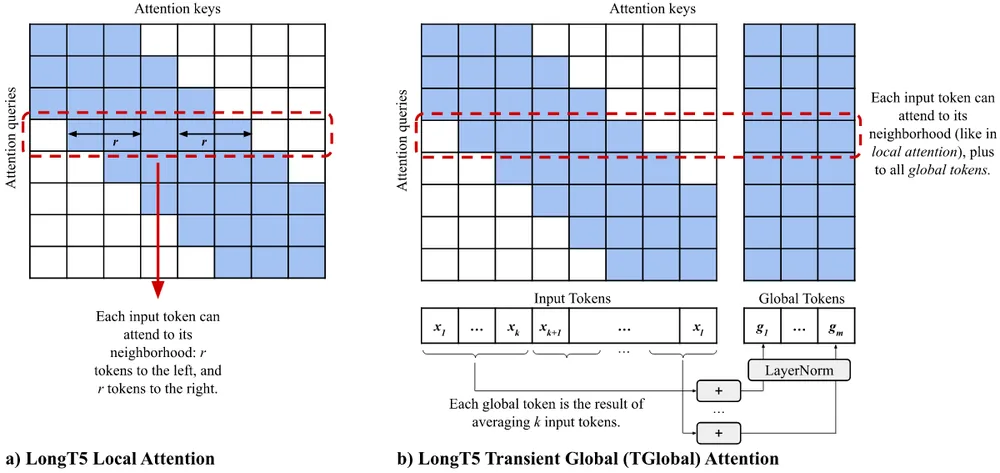 Attention keys
Attention queries
r
r
Each input token can
attend to its
neighborhood: r
tokens to the left, and
r tokens to the right.
a) LongT5 Local Attention
Attention keys
Attention queries
Each input token can
attend to its
neighborhood (like in
local attention), plus
to all global tokens.
Input Tokens
Global Tokens
x1 ... xk xk+1 ... xl
g1 ... gm
...
LayerNorm
+
...
+
Each global token is the result of
averaging k input tokens.
b) LongT5 Transient Global (TGlobal) Attention